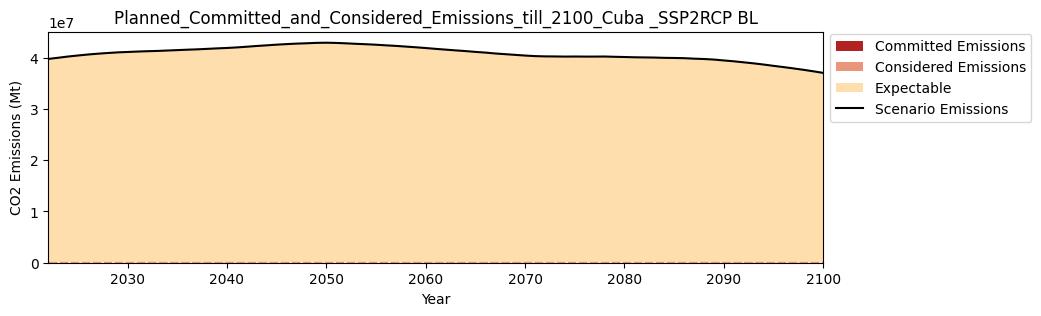 Planned_Committed_and_Considered_Emissions_till_2100_Cuba _SSP2RCP BL
1e7
Committed Emissions
Considered Emissions
Expectable
Scenario Emissions
CO2 Emissions (Mt)
4
3
2
1
0
2030 2040 2050 2060 2070 2080 2090 2100
Year